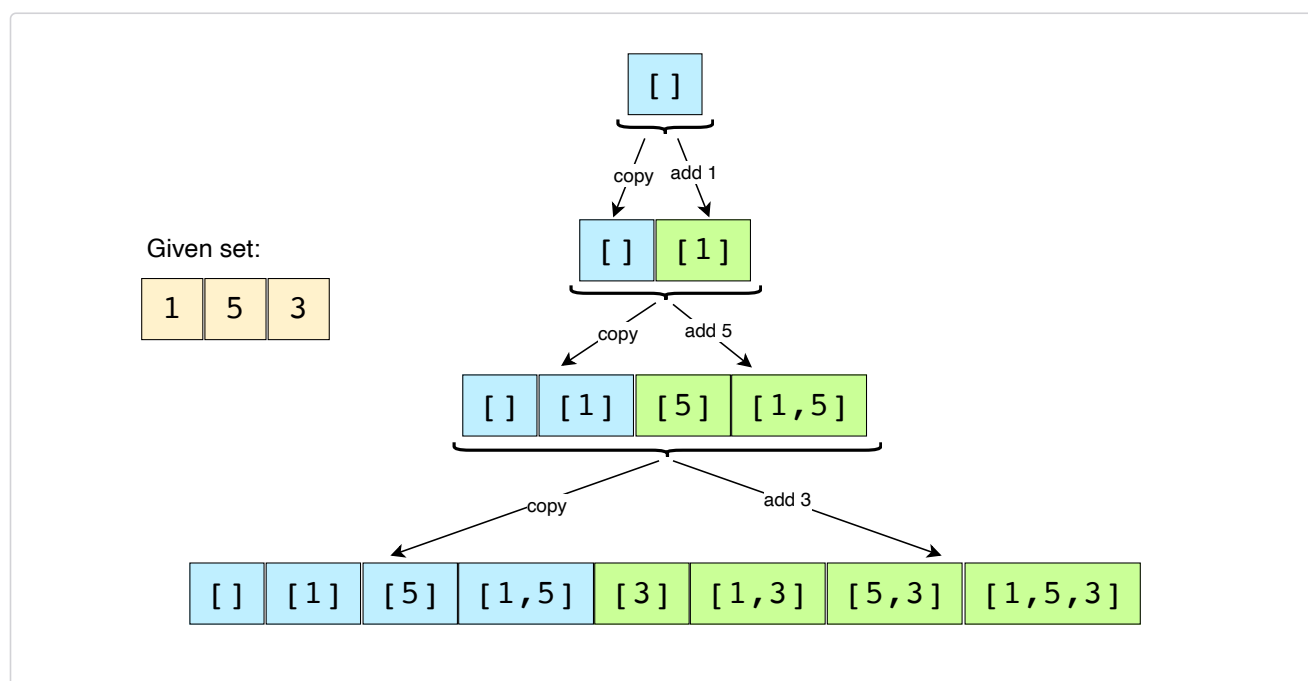 []
copy add 1
[] [1]
Given set:
1 5 3
copy add 5
[] [1] [5] [1,5]
copy add 3
[] [1] [5] [1,5] [3] [1,3] [5,3] [1,5,3]